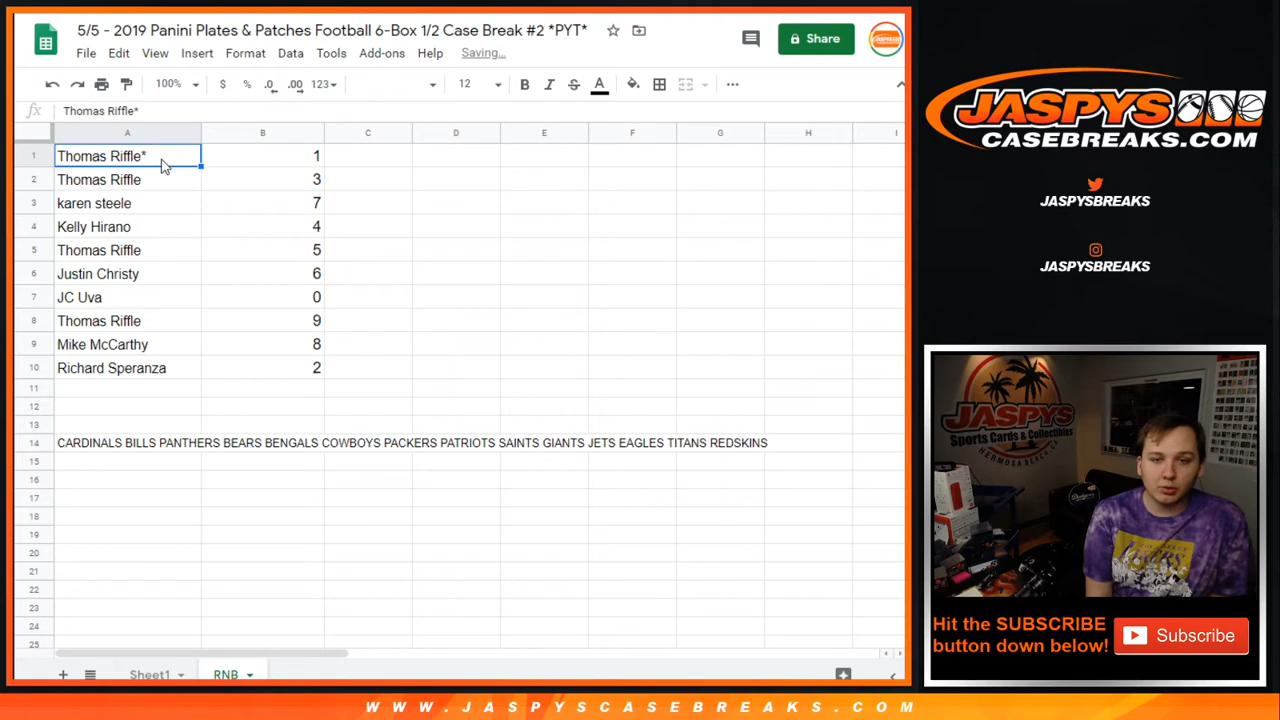 5/5 - 2019 Panini Plates & Patches Football 6-Box 1/2 Case Break #2 *PYT*
File Edit View Insert Format Data Tools Add-ons Help Saving...
Share
100% $ % .0 .00 123 12 B I S A
fx Thomas Riffle*
A B C D E F G H I
1 Thomas Riffle* 1
2 Thomas Riffle 3
3 karen steele 7
4 Kelly Hirano 4
5 Thomas Riffle 5
6 Justin Christy 6
7 JC Uva 0
8 Thomas Riffle 9
9 Mike McCarthy 8
10 Richard Speranza 2
11
12
13
14 CARDINALS BILLS PANTHERS BEARS BENGALS COWBOYS PACKERS PATRIOTS SAINTS GIANTS JETS EAGLES TITANS REDSKINS
15
16
17
18
19
20
21
22
23
24
25
Sheet1 RNB
JASPYS
CASEBREAKS.COM
JASPYSBREAKS
JASPYSBREAKS
JASPYS
Sports Cards & Collectibles
HERMOSA BEACH, CA
Dodgers
Hit the SUBSCRIBE
button down below!
Subscribe
WWW.JASPYSCASEBREAKS.COM